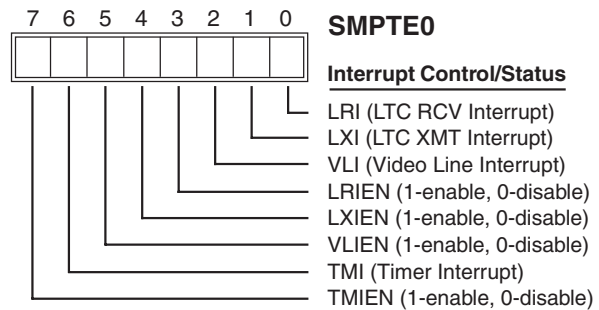 7 6 5 4 3 2 1 0
SMPTE0
Interrupt Control/Status
LRI (LTC RCV Interrupt)
LXI (LTC XMT Interrupt)
VLI (Video Line Interrupt)
LRIEN (1-enable, 0-disable)
LXIEN (1-enable, 0-disable)
VLIEN (1-enable, 0-disable)
TMI (Timer Interrupt)
TMIEN (1-enable, 0-disable)